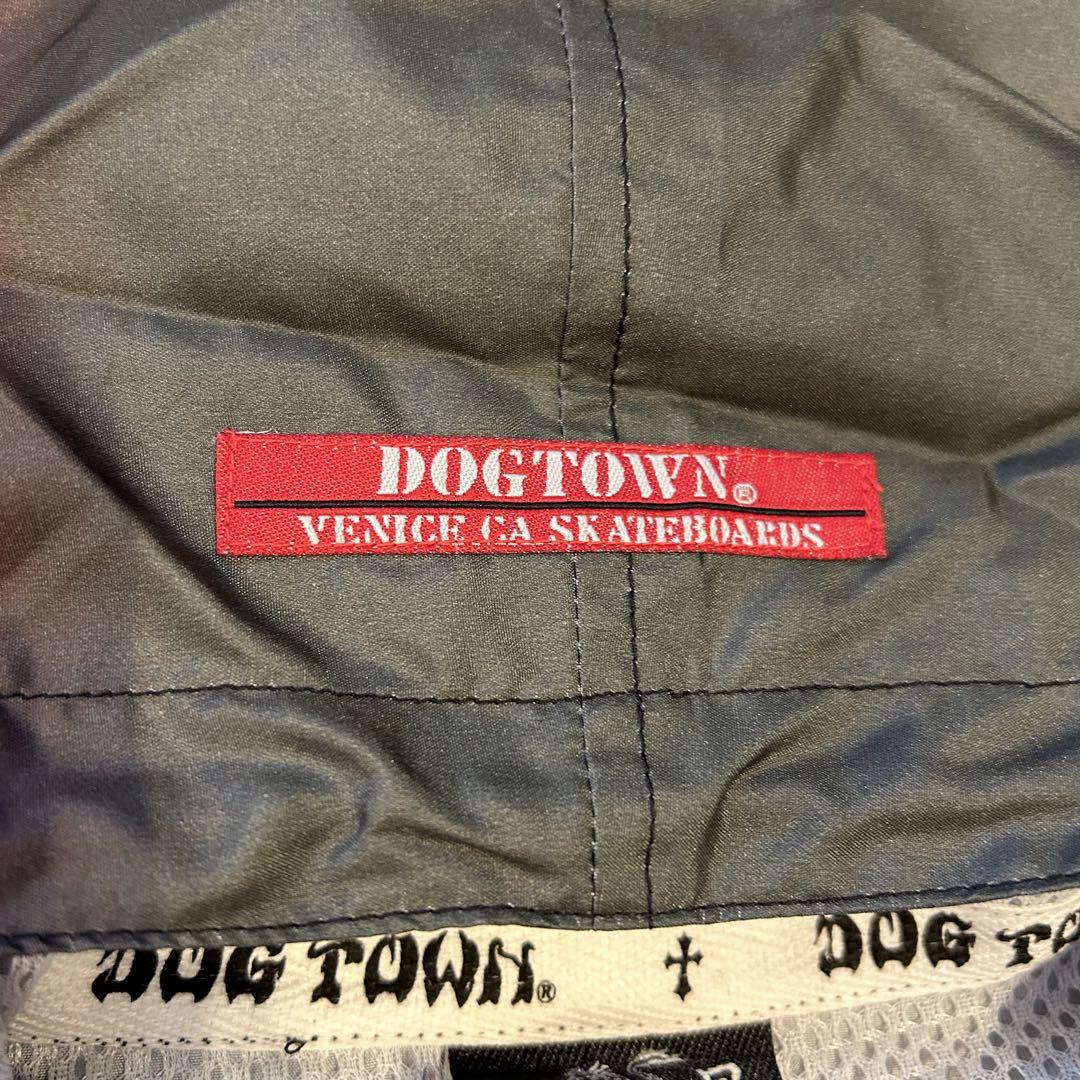 DOGTOWN®
VENICE CA SKATEBOARDS
DOG TOWN® † DOG TO